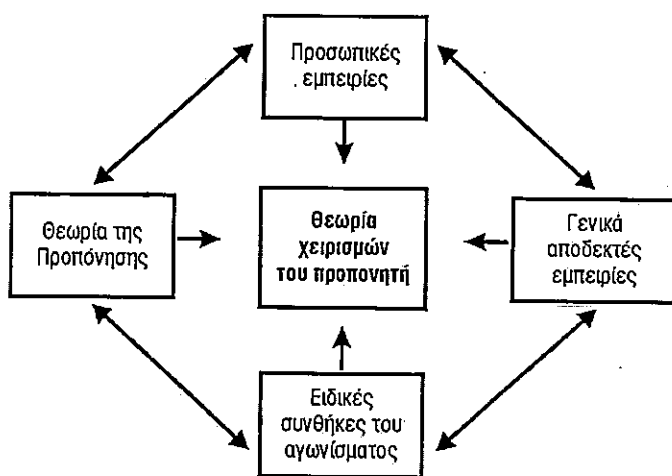 Προσωπικές
εμπειρίες
Θεωρία της
Προπόνησης
Θεωρία
χειρισμών
του προπονητή
Γενικά
αποδεκτές
εμπειρίες
Ειδικές
συνθήκες του
αγωνίσματος